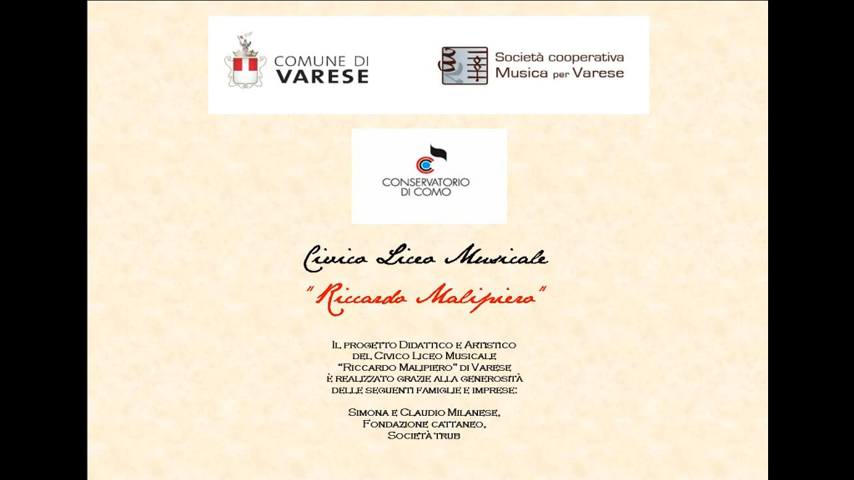 COMUNE DI
VARESE
Società cooperativa
Musica per Varese
CONSERVATORIO
DI COMO
Civico Liceo Musicale
"Riccardo Malipiero"
Il progetto Didattico e Artistico
del Civico Liceo Musicale
“Riccardo Malipiero” di Varese
è realizzato grazie alla generosità
delle seguenti famiglie e imprese:
Simona e Claudio Milanese,
Fondazione cattaneo,
Società trub